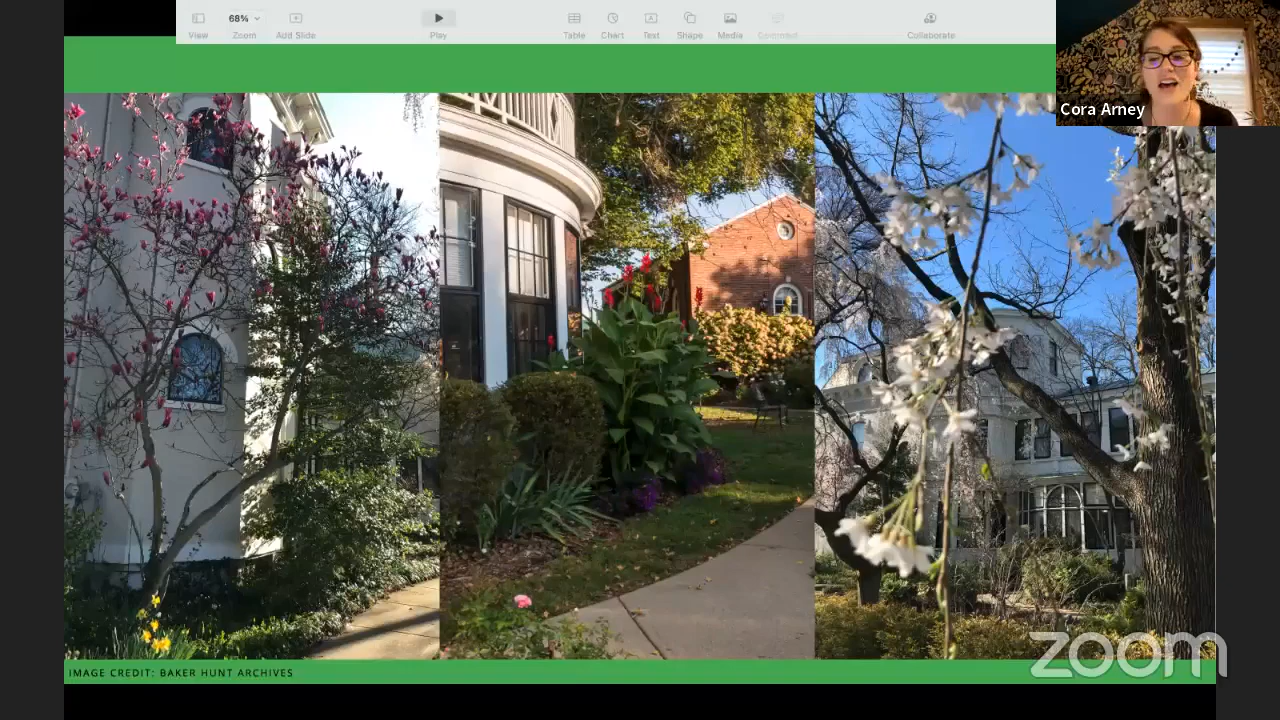 68%
View
Zoom
Add Slide
Play
Table
Chart
Text
Shape
Media
Comment
Collaborate
Cora Arney
IMAGE CREDIT: BAKER HUNT ARCHIVES
zoom